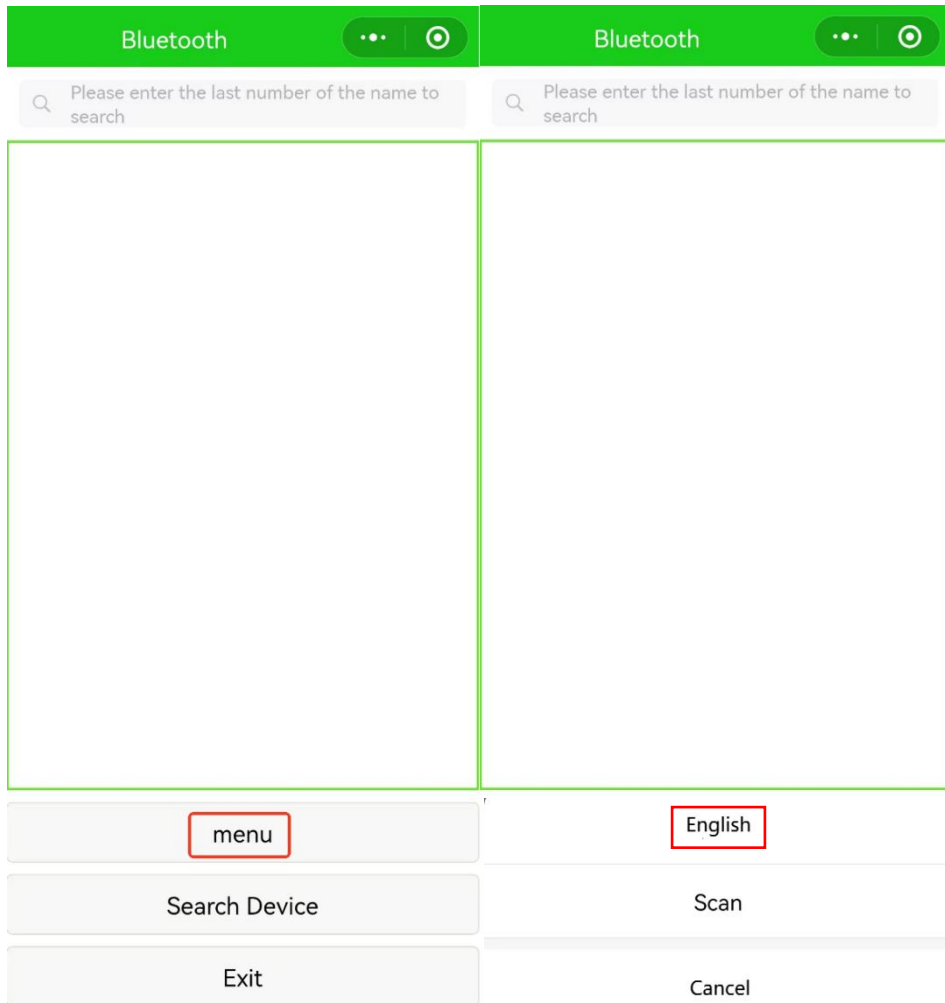 Bluetooth
Please enter the last number of the name to
search
menu
Search Device
Exit
Bluetooth
Please enter the last number of the name to
search
English
Scan
Cancel